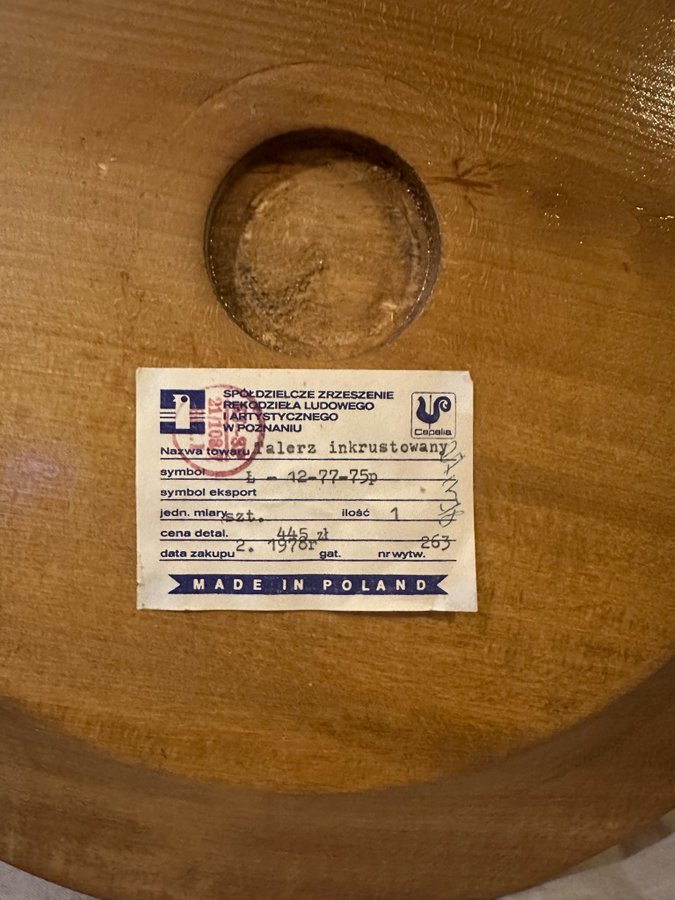 SPÓŁDZIELCZE ZRZESZENIE
RĘKODZIEŁA LUDOWEGO
I ARTYSTYCZNEGO
W POZNANIU
Cepelia
Nazwa towaru Talerz inkrustowany
symbol Ł - 12-77-75p
symbol eksport
jedn. miary szt. ilość 1
cena detal. 445 zł
data zakupu 2. 1978r gat. nr wytw. 263
MADE IN POLAND